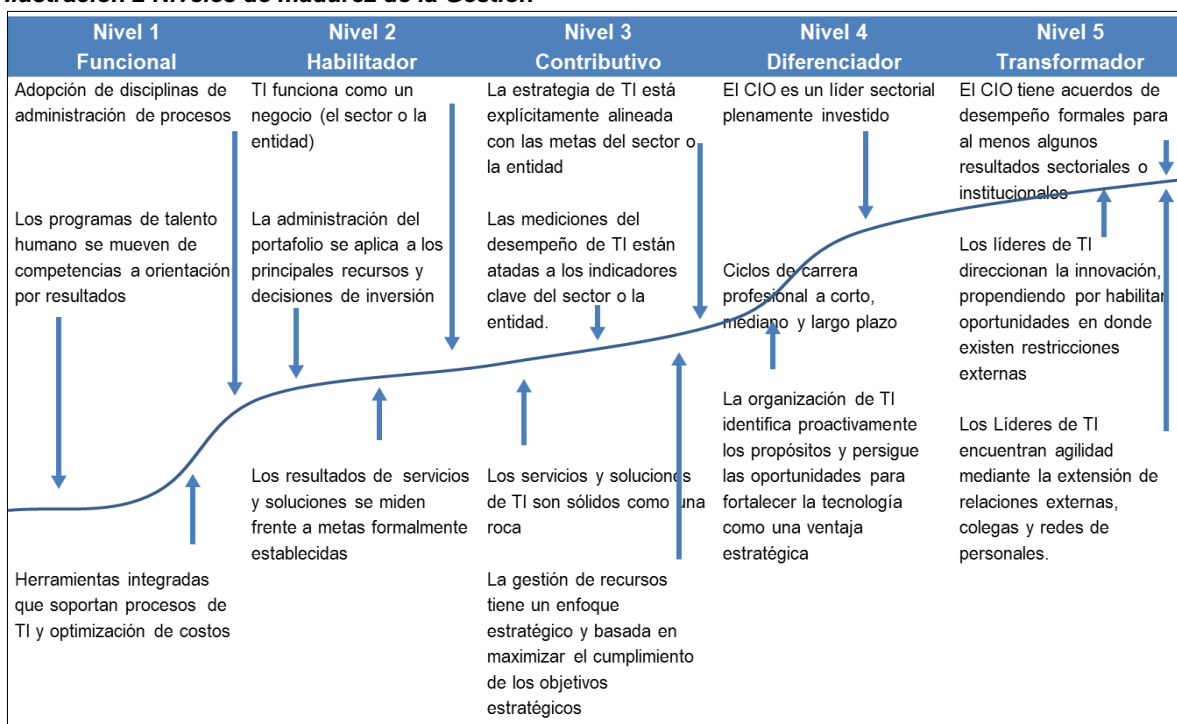 Ilustración 2 Niveles de madurez de la Gestión
Nivel 1
Funcional
Adopción de disciplinas de
administración de procesos
Los programas de talento
humano se mueven de
competencias a orientación
por resultados
Herramientas integradas
que soportan procesos de
TI y optimización de costos
Nivel 2
Habilitador
TI funciona como un
negocio (el sector o la
entidad)
La administración del
portafolio se aplica a los
principales recursos y
decisiones de inversión
Los resultados de servicios
y soluciones se miden
frente a metas formalmente
establecidas
Nivel 3
Contributivo
La estrategia de TI está
explícitamente alineada
con las metas del sector o
la entidad
Las mediciones del
desempeño de TI están
atadas a los indicadores
clave del sector o la
entidad.
Los servicios y soluciones
de TI son sólidos como una
roca
La gestión de recursos
tiene un enfoque
estratégico y basada en
maximizar el cumplimiento
de los objetivos
estratégicos
Nivel 4
Diferenciador
El CIO es un líder sectorial
plenamente investido
Ciclos de carrera
profesional a corto,
mediano y largo plazo
La organización de TI
identifica proactivamente
los propósitos y persigue
las oportunidades para
fortalecer la tecnología
como una ventaja
estratégica
Nivel 5
Transformador
El CIO tiene acuerdos de
desempeño formales para
al menos algunos
resultados sectoriales o
institucionales
Los líderes de TI
direccionan la innovación,
propendiendo por habilitar
oportunidades en donde
existen restricciones
externas
Los Líderes de TI
encuentran agilidad
mediante la extensión de
relaciones externas,
colegas y redes de
personales.